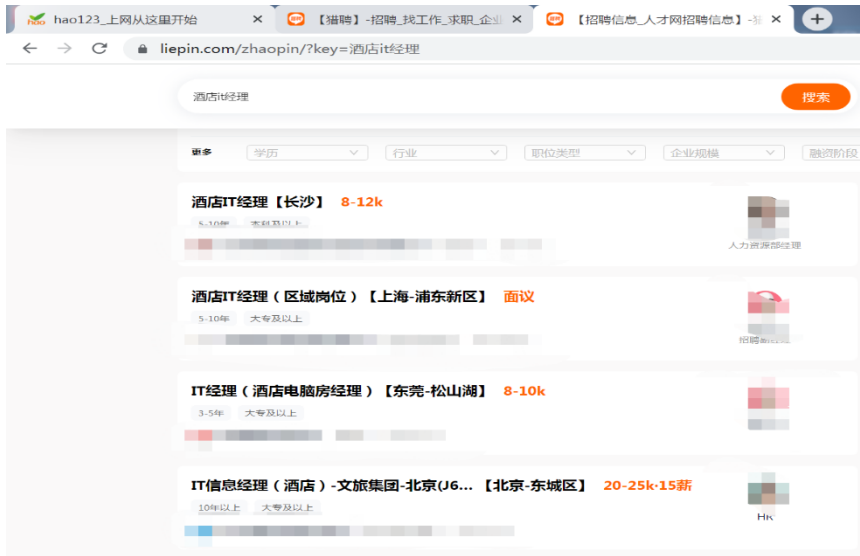 hao123_上网从这里开始 × 【猎聘】-招聘_找工作_求职_企业 × 【招聘信息_人才网招聘信息】- × +
liepin.com/zhaopin/?key=酒店it经理
酒店it经理 搜索
更多 学历 行业 职位类型 企业规模 融资阶段
酒店IT经理【长沙】 8-12k
5-10年 本科及以上
人力资源部经理
酒店IT经理（区域岗位）【上海-浦东新区】 面议
5-10年 大专及以上
招聘
IT经理（酒店电脑房经理）【东莞-松山湖】 8-10k
3-5年 大专及以上
IT信息经理（酒店）-文旅集团-北京(J6... 【北京-东城区】 20-25k·15薪
10年以上 大专及以上
HR